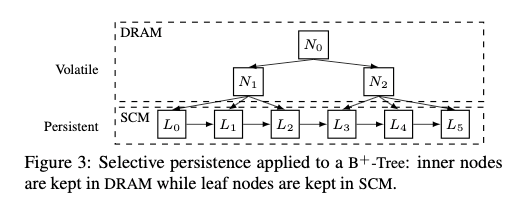 DRAM
N0
Volatile
N1 N2
SCM
Persistent L0 L1 L2 L3 L4 L5
Figure 3: Selective persistence applied to a B+-Tree: inner nodes
are kept in DRAM while leaf nodes are kept in SCM.